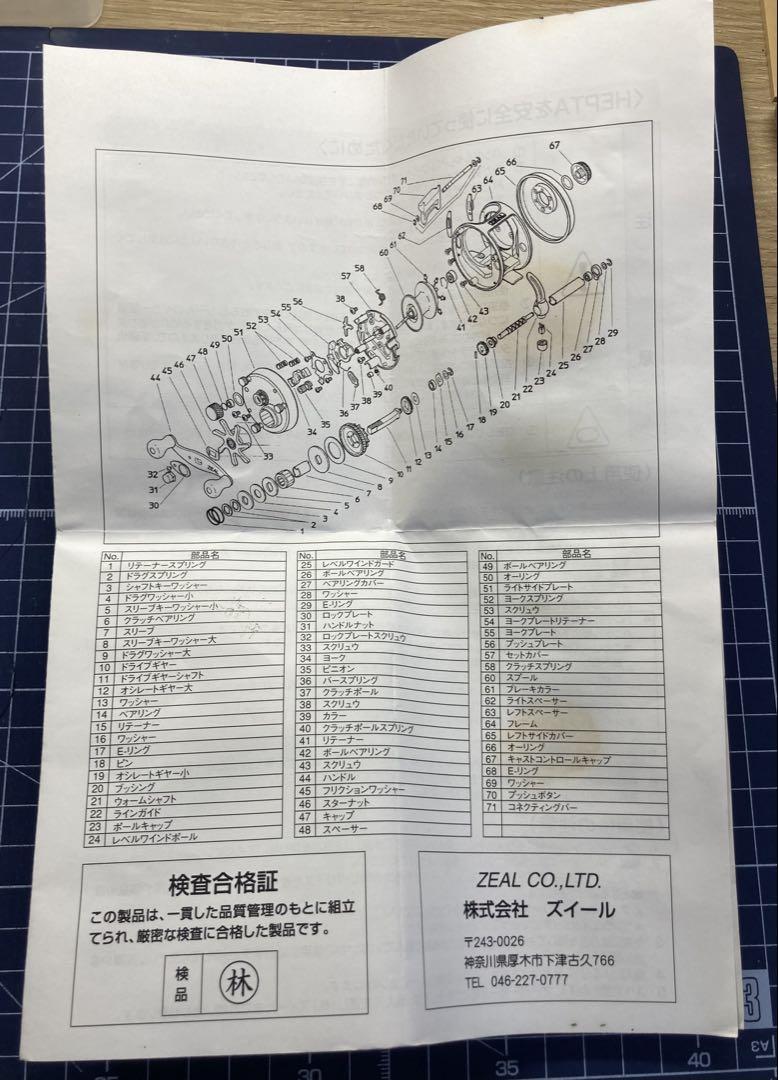 〈HEPTAを安全に使っていただくために〉
No. 部品名
1 リテーナースプリング
2 ドラグスプリング
3 シャフトキーワッシャー
4 ドラグワッシャー小
5 スリーブキーワッシャー小
6 クラッチベアリング
7 スリーブ
8 スリーブキーワッシャー大
9 ドラグワッシャー大
10 ドライブギヤー
11 ドライブギヤーシャフト
12 オシレートギヤー大
13 ワッシャー
14 ベアリング
15 リテーナー
16 ワッシャー
17 E-リング
18 ピン
19 オシレートギヤー小
20 ブッシング
21 ウォームシャフト
22 ラインガイド
23 ポールキャップ
24 レベルワインドポール
No. 部品名
25 レベルワインドガード
26 ボールベアリング
27 ベアリングカバー
28 ワッシャー
29 E-リング
30 ロックプレート
31 ハンドルナット
32 ロックプレートスクリュウ
33 スクリュウ
34 ヨーク
35 ピニオン
36 バースプリング
37 クラッチポール
38 スクリュウ
39 カラー
40 クラッチポールスプリング
41 リテーナー
42 ボールベアリング
43 スクリュウ
44 ハンドル
45 フリクションワッシャー
46 スターナット
47 キャップ
48 スペーサー
No. 部品名
49 ボールベアリング
50 オーリング
51 ライトサイドプレート
52 ヨークスプリング
53 スクリュウ
54 ヨークプレートリテーナー
55 ヨークプレート
56 プッシュプレート
57 セットカバー
58 クラッチスプリング
60 スプール
61 ブレーキカラー
62 ライトスペーサー
63 レフトスペーサー
64 フレーム
65 レフトサイドカバー
66 オーリング
67 キャストコントロールキャップ
68 E-リング
69 ワッシャー
70 プッシュボタン
71 コネクティングバー
検査合格証
この製品は、一貫した品質管理のもとに組立
てられ、厳密な検査に合格した製品です。
検品 林
ZEAL CO.,LTD.
株式会社 ズイール
〒243-0026
神奈川県厚木市下津古久766
TEL 046-227-0777
35
40
A3